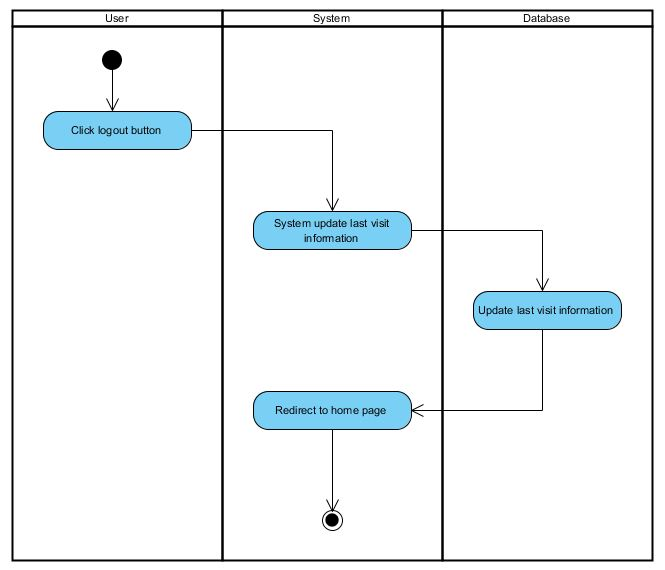 User
System
Database
Click logout button
System update last visit
information
Update last visit information
Redirect to home page